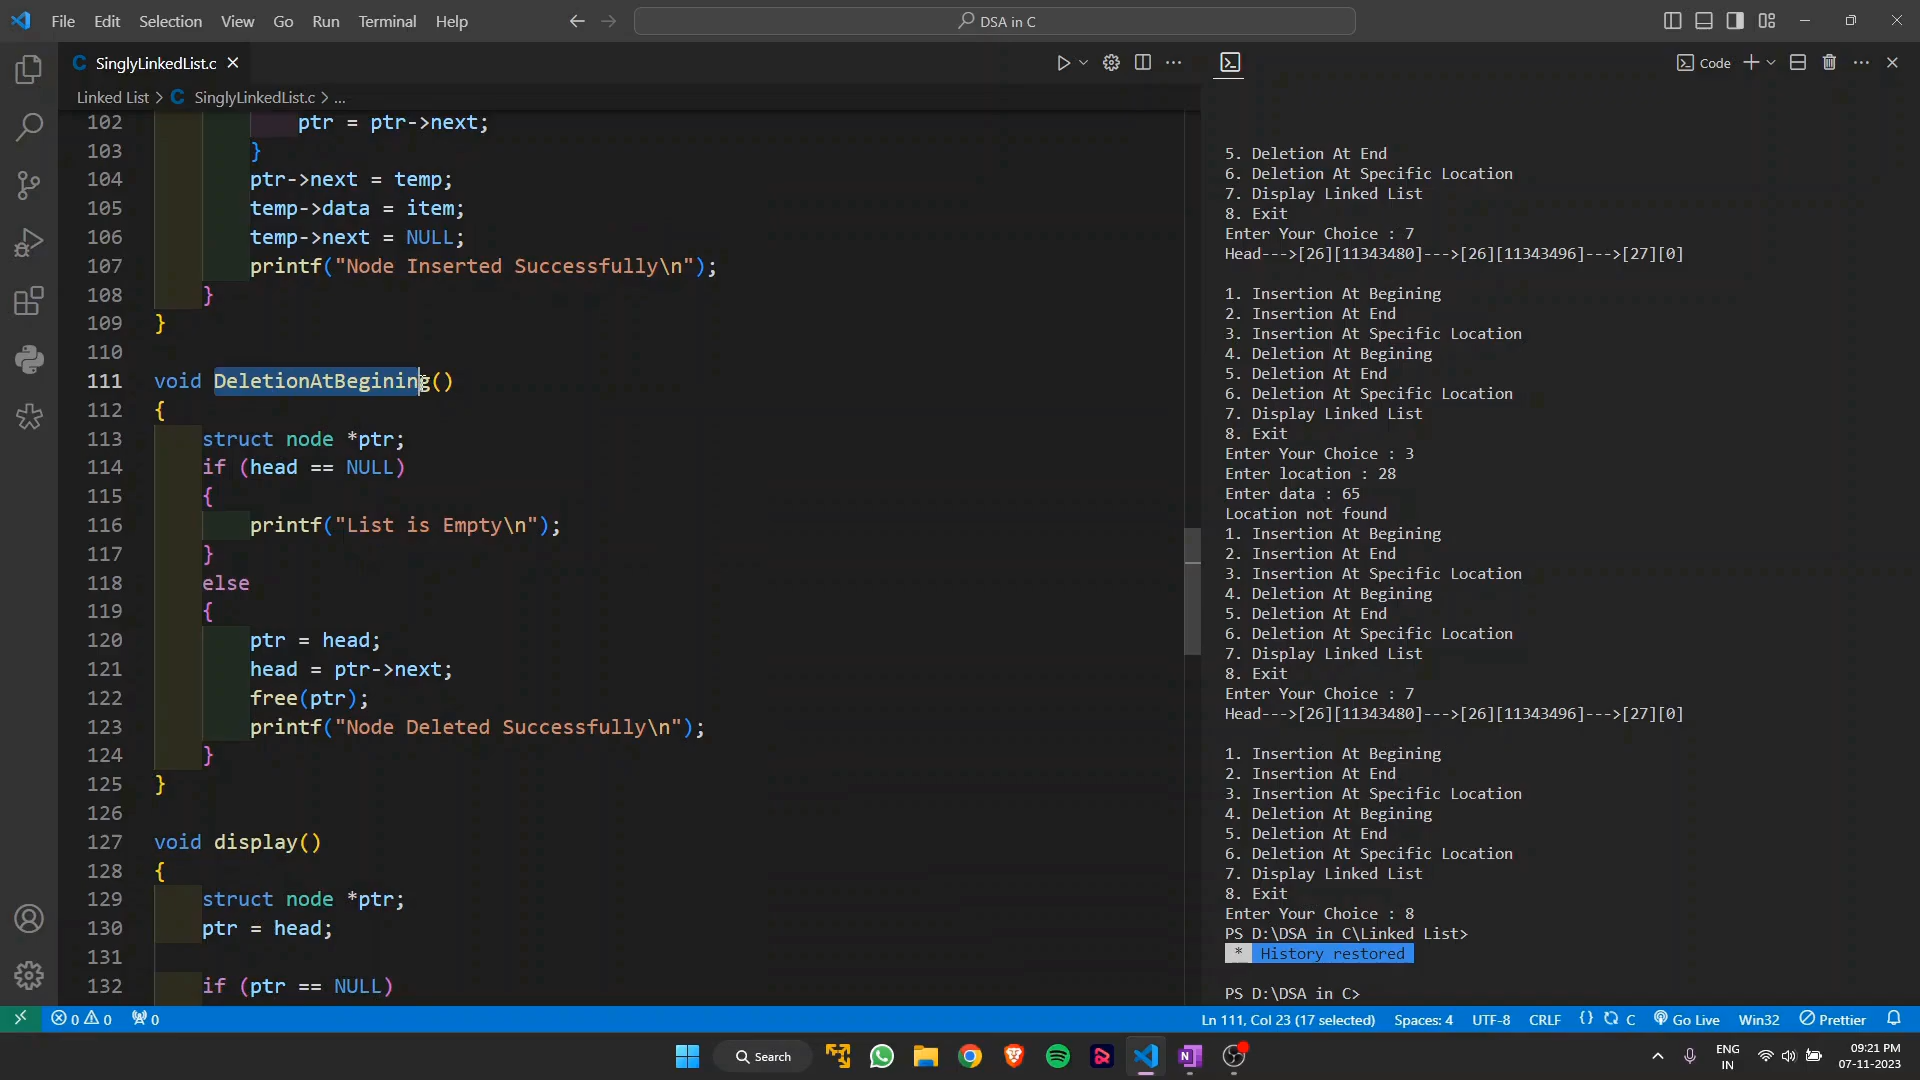 File Edit Selection View Go Run Terminal Help
DSA in C
C SinglyLinkedList.c
Code
Linked List > C SinglyLinkedList.c > ...
102 ptr = ptr->next;
103 }
104 ptr->next = temp;
105 temp->data = item;
106 temp->next = NULL;
107 printf("Node Inserted Successfully\n");
108 }
109 }
110
111 void DeletionAtBegining()
112 {
113 struct node *ptr;
114 if (head == NULL)
115 {
116 printf("List is Empty\n");
117 }
118 else
119 {
120 ptr = head;
121 head = ptr->next;
122 free(ptr);
123 printf("Node Deleted Successfully\n");
124 }
125 }
126
127 void display()
128 {
129 struct node *ptr;
130 ptr = head;
131
132 if (ptr == NULL)
5. Deletion At End
6. Deletion At Specific Location
7. Display Linked List
8. Exit
Enter Your Choice : 7
Head--->[26][11343480]--->[26][11343496]--->[27][0]
1. Insertion At Begining
2. Insertion At End
3. Insertion At Specific Location
4. Deletion At Begining
5. Deletion At End
6. Deletion At Specific Location
7. Display Linked List
8. Exit
Enter Your Choice : 3
Enter location : 28
Enter data : 65
Location not found
1. Insertion At Begining
2. Insertion At End
3. Insertion At Specific Location
4. Deletion At Begining
5. Deletion At End
6. Deletion At Specific Location
7. Display Linked List
8. Exit
Enter Your Choice : 7
Head--->[26][11343480]--->[26][11343496]--->[27][0]
1. Insertion At Begining
2. Insertion At End
3. Insertion At Specific Location
4. Deletion At Begining
5. Deletion At End
6. Deletion At Specific Location
7. Display Linked List
8. Exit
Enter Your Choice : 8
PS D:\DSA in C\Linked List>
* History restored
PS D:\DSA in C>
0 0 0 Ln 111, Col 23 (17 selected) Spaces: 4 UTF-8 CRLF {} C Go Live Win32 Prettier
Search
ENG
IN
09:21 PM
07-11-2023